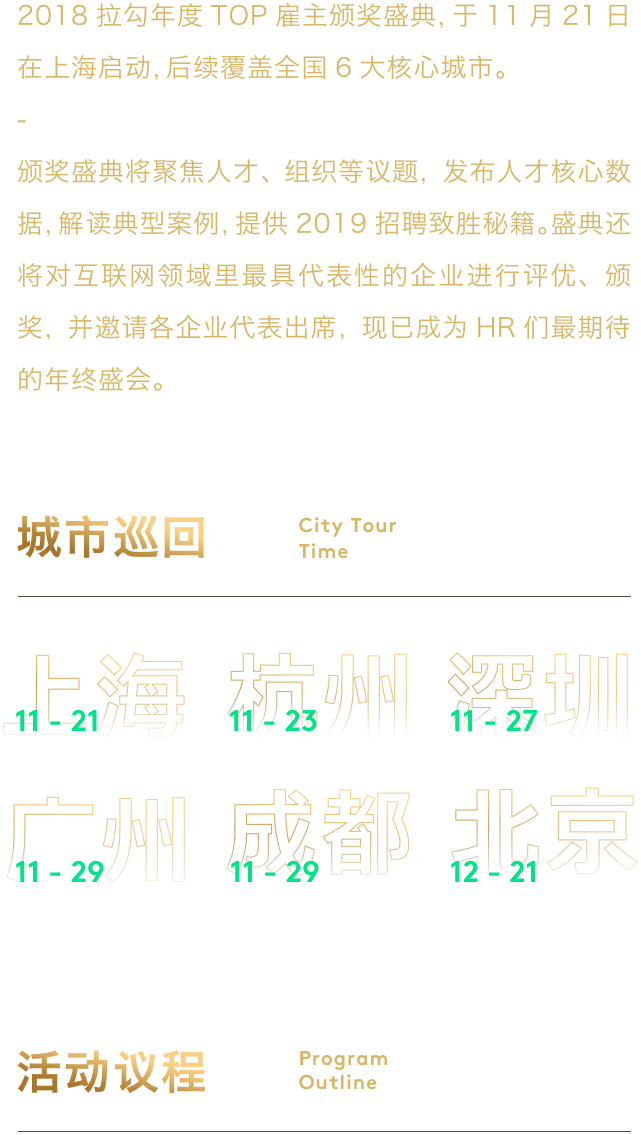 2018 拉勾年度 TOP 雇主颁奖盛典, 于 11 月 21 日
在上海启动, 后续覆盖全国 6 大核心城市。
-
颁奖盛典将聚焦人才、组织等议题，发布人才核心数
据, 解读典型案例, 提供 2019 招聘致胜秘籍。盛典还
将对互联网领域里最具代表性的企业进行评优、颁
奖，并邀请各企业代表出席，现已成为 HR 们最期待
的年终盛会。
城市巡回
City Tour
Time
上海 杭州 深圳
11 - 21 11 - 23 11 - 27
广州 成都 北京
11 - 29 11 - 29 12 - 21
活动议程
Program
Outline